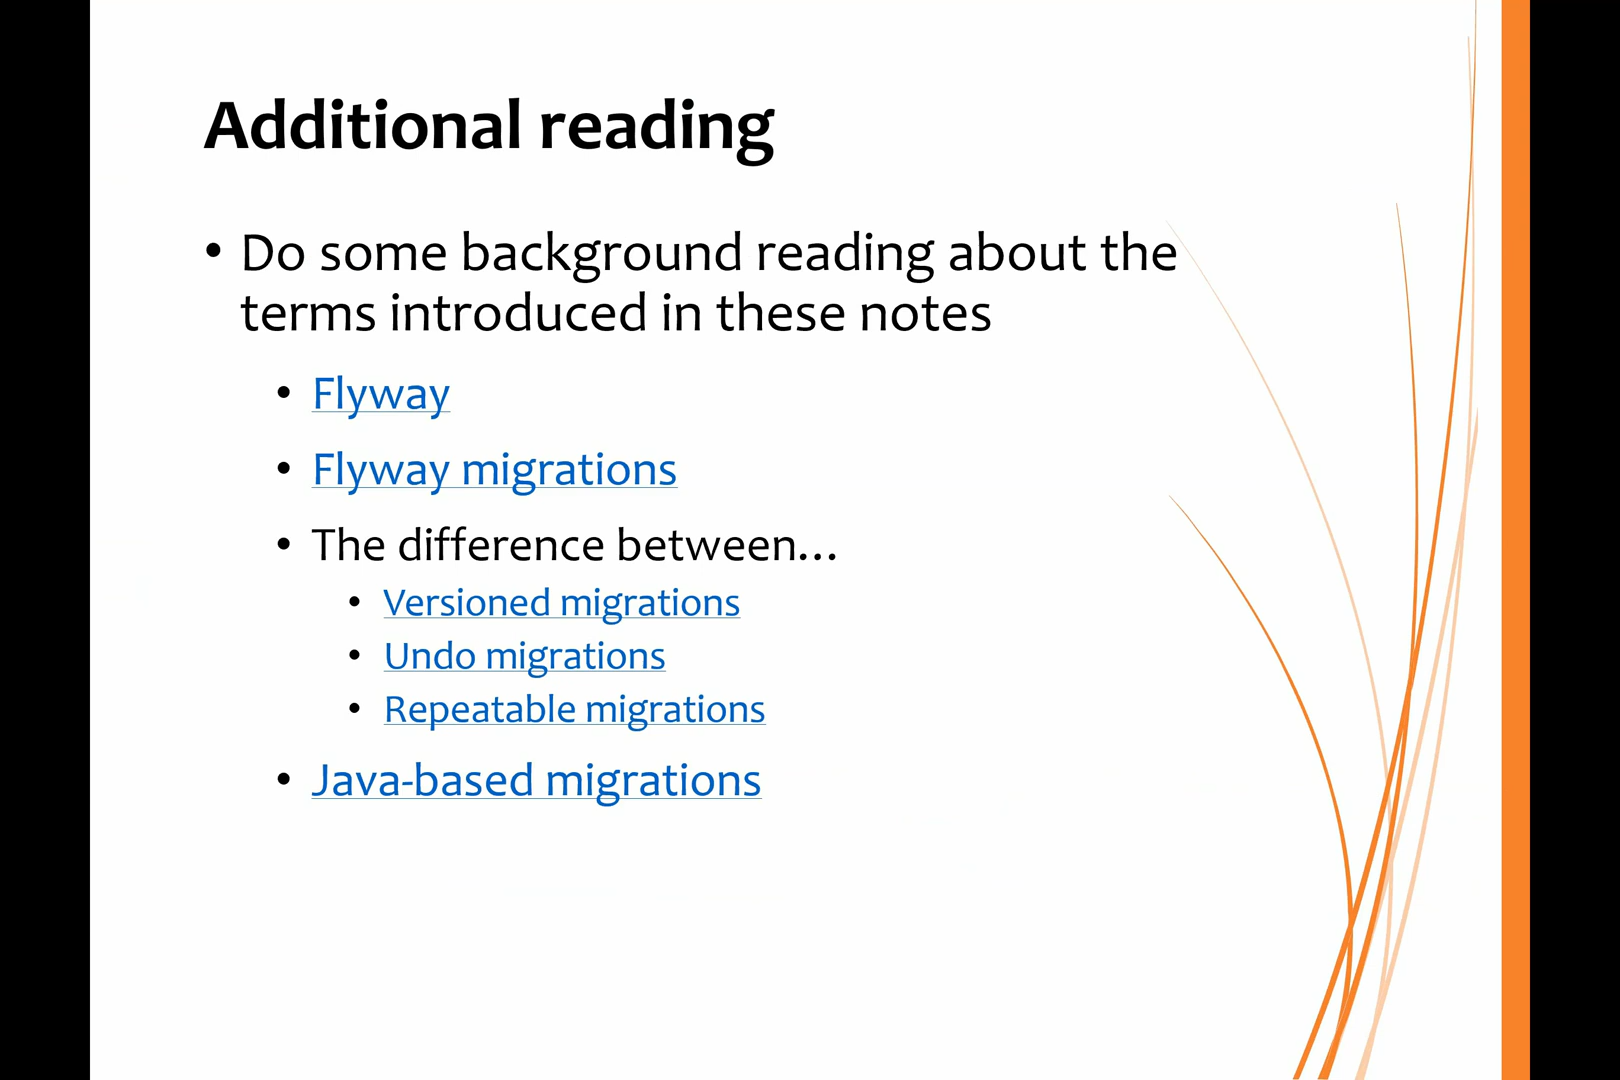 Additional reading
• Do some background reading about the
terms introduced in these notes
• Flyway
• Flyway migrations
• The difference between...
• Versioned migrations
• Undo migrations
• Repeatable migrations
• Java-based migrations